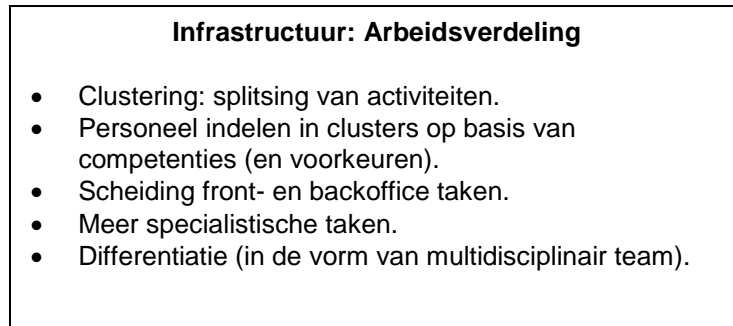 Infrastructuur: Arbeidsverdeling
• Clustering: splitsing van activiteiten.
• Personeel indelen in clusters op basis van
competenties (en voorkeuren).
• Scheiding front- en backoffice taken.
• Meer specialistische taken.
• Differentiatie (in de vorm van multidisciplinair team).